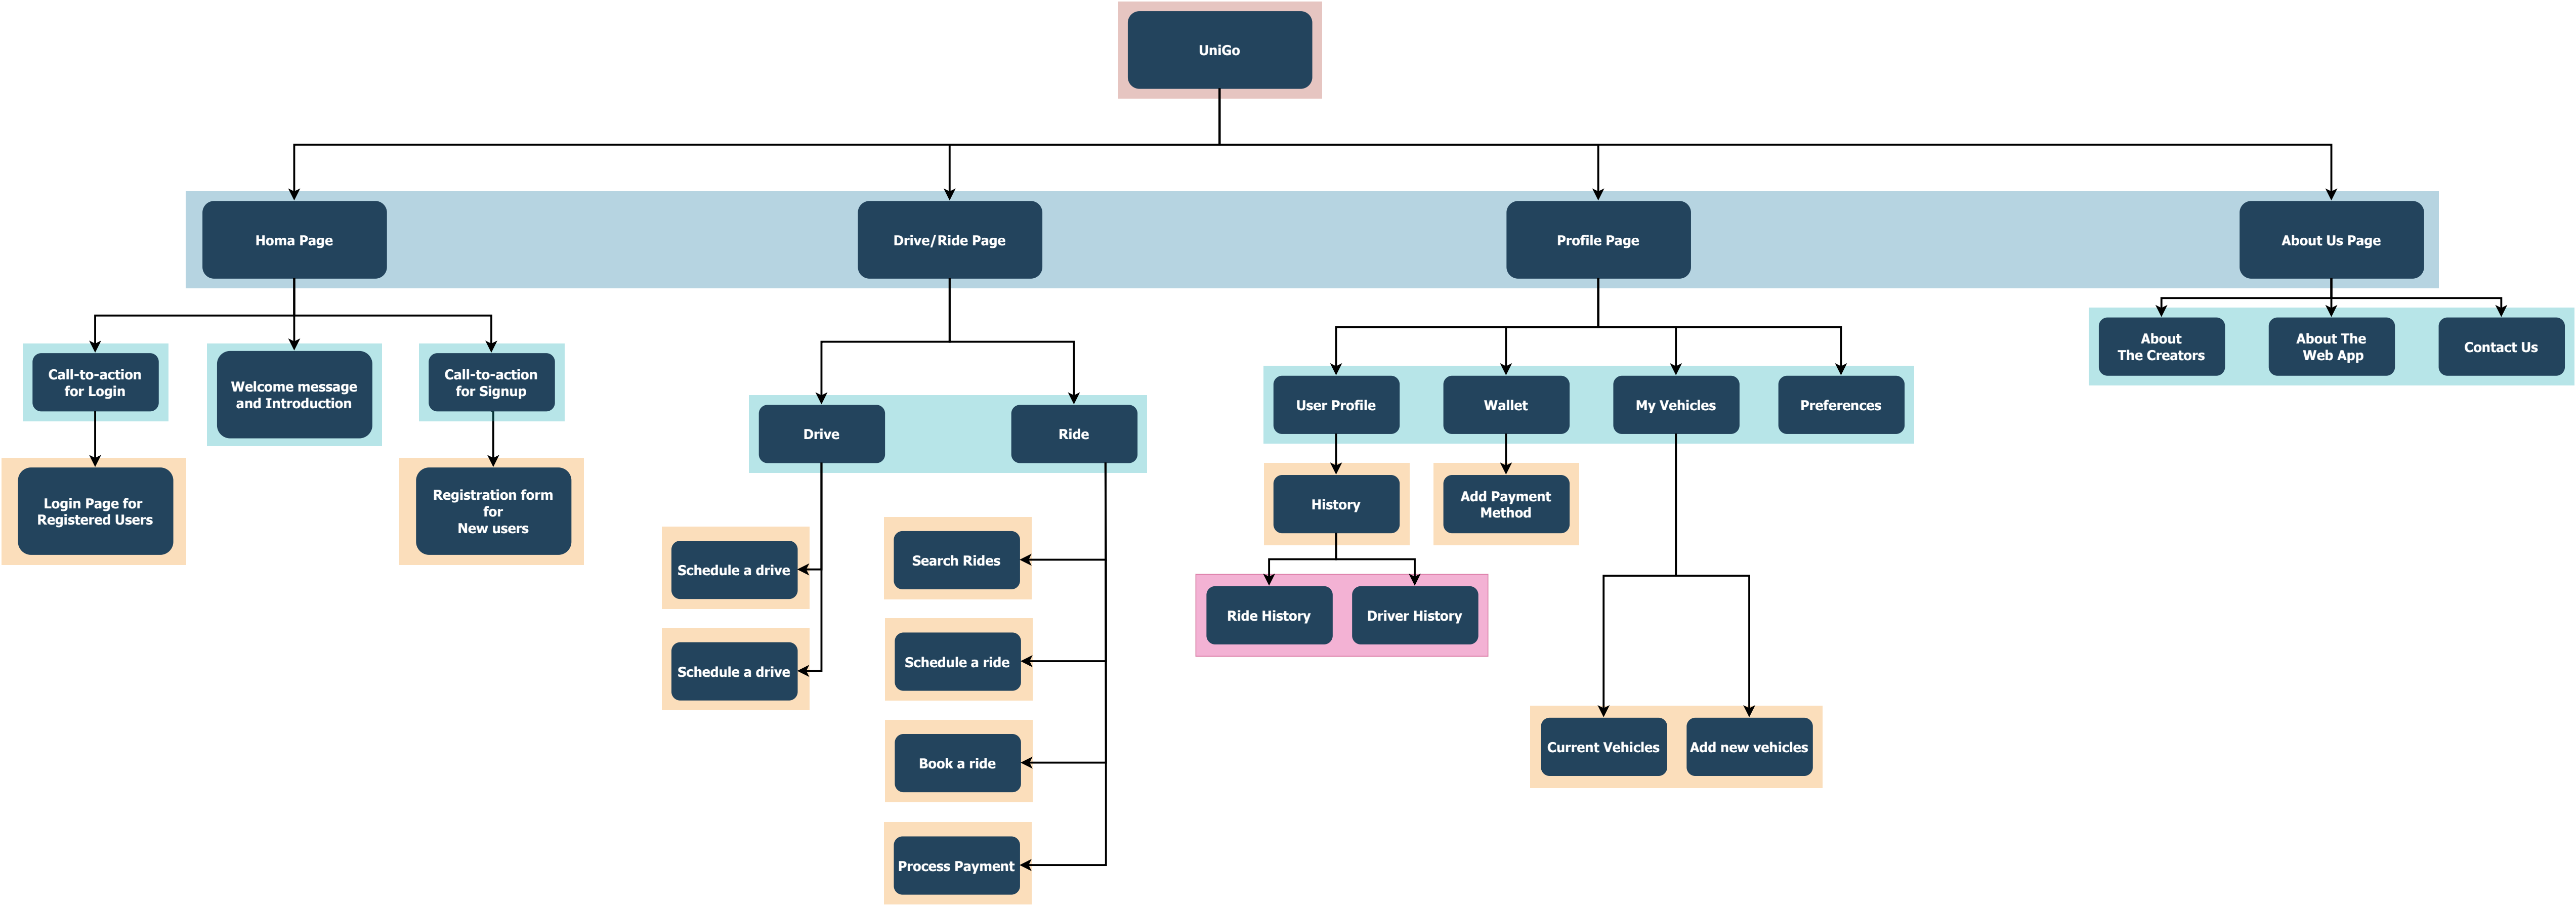 UniGo
Homa Page
Drive/Ride Page
Profile Page
About Us Page
Call-to-action
for Login
Welcome message
and Introduction
Call-to-action
for Signup
Login Page for
Registered Users
Registration form
for
New users
Drive
Ride
Schedule a drive
Schedule a drive
Search Rides
Schedule a ride
Book a ride
Process Payment
User Profile
Wallet
My Vehicles
Preferences
History
Add Payment
Method
Ride History
Driver History
Current Vehicles
Add new vehicles
About
The Creators
About The
Web App
Contact Us